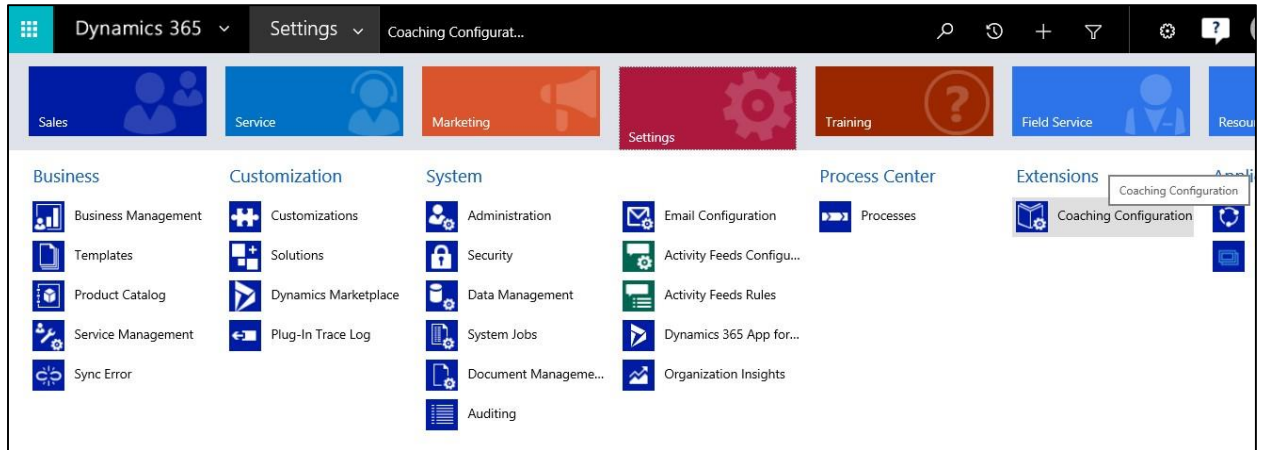 Dynamics 365
Settings
Coaching Configurat...
?
Sales
Service
Marketing
Settings
Training
?
Field Service
Resou
Business
Business Management
Templates
Product Catalog
Service Management
Sync Error
Customization
Customizations
Solutions
Dynamics Marketplace
Plug-In Trace Log
System
Administration
Security
Data Management
System Jobs
Document Manageme...
Auditing
Email Configuration
Activity Feeds Configu...
Activity Feeds Rules
Dynamics 365 App for...
Organization Insights
Process Center
Processes
Extensions
Coaching Configuration
Coaching Configuration